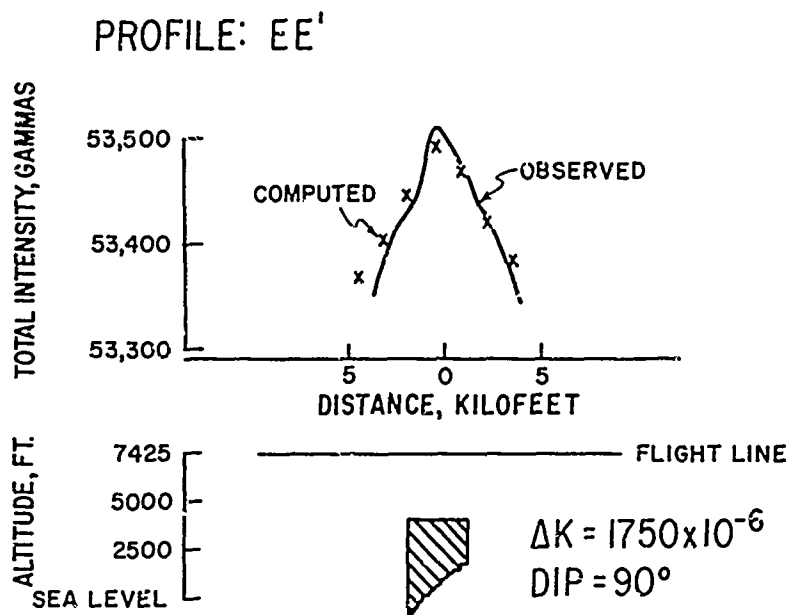 PROFILE: EE'
TOTAL INTENSITY, GAMMAS
53,500
53,400
53,300
COMPUTED
OBSERVED
5 0 5
DISTANCE, KILOFEET
ALTITUDE, FT.
7425
5000
2500
SEA LEVEL
FLIGHT LINE
ΔK = 1750x10⁻⁶
DIP = 90°